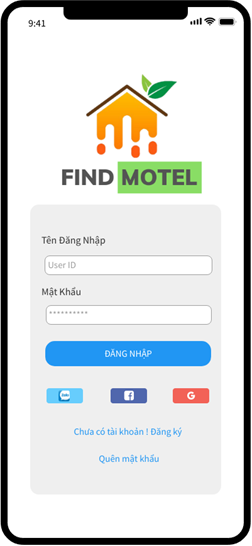 9:41
FIND MOTEL
Tên Đăng Nhập
User ID
Mật Khẩu
**********
ĐĂNG NHẬP
Zalo
f
G
Chưa có tài khoản ! Đăng ký
Quên mật khẩu